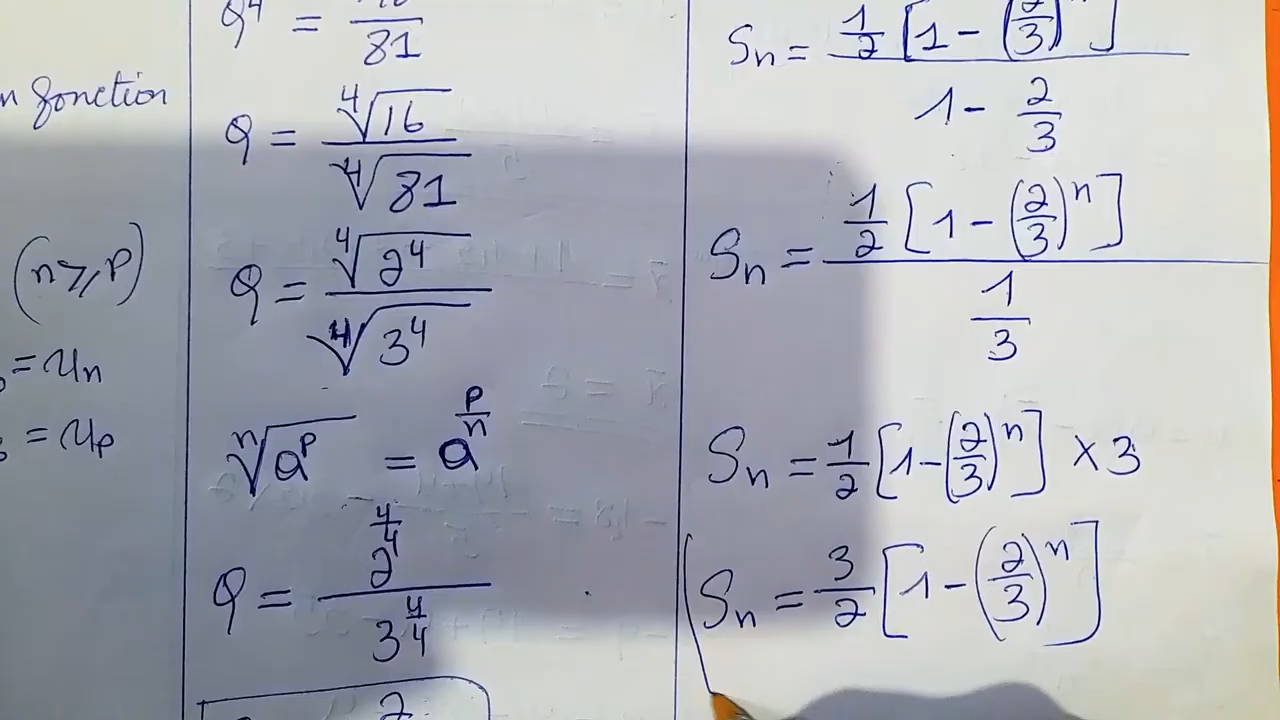 n fonction
(n ⩾ P)
= Un
= Up
Q⁴ = 16/81
Q = ⁴√16 / ⁴√81
Q = ⁴√2⁴ / ⁴√3⁴
ⁿ√aᵖ = a^(p/n)
Q = 2^(4/4) / 3^(4/4)
2
Sn = 1/2 [1 - (2/3)ⁿ] / (1 - 2/3)
Sn = 1/2 [1 - (2/3)ⁿ] / (1/3)
Sn = 1/2 [1 - (2/3)ⁿ] × 3
Sn = 3/2 [1 - (2/3)ⁿ]